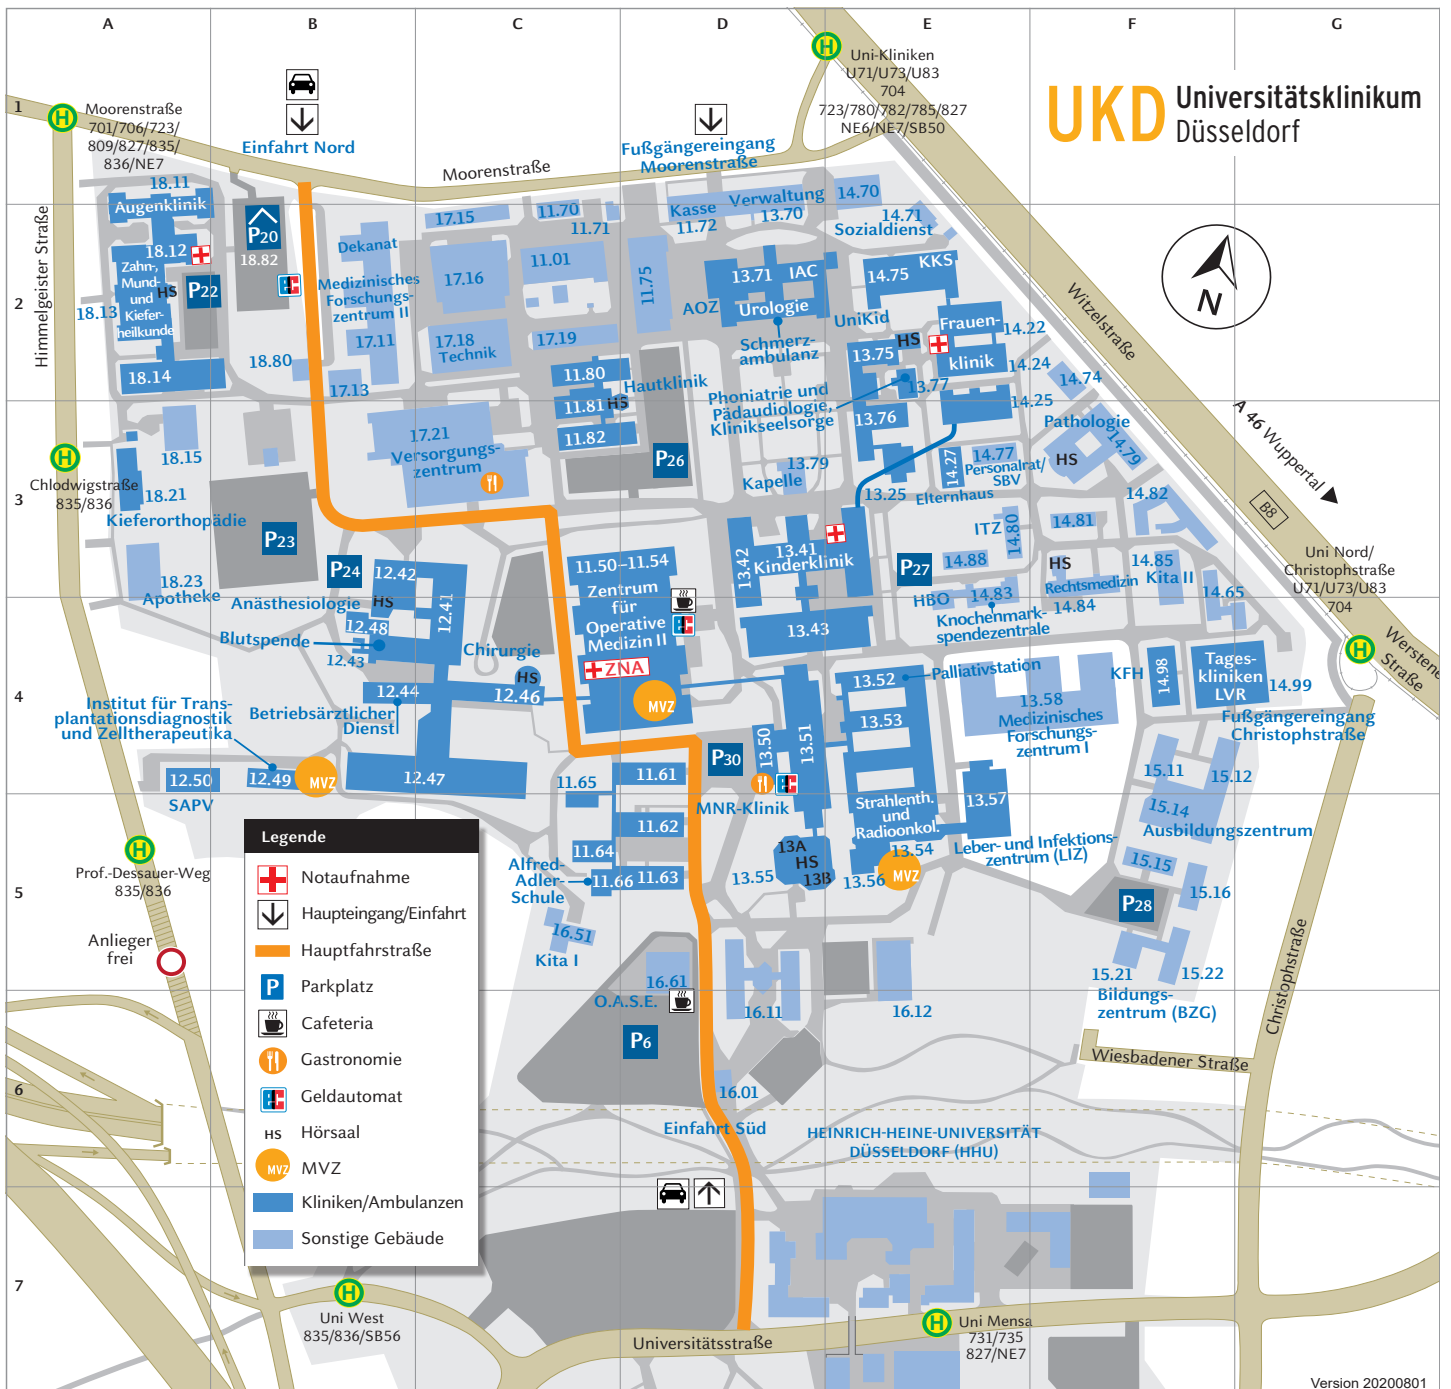 A
B
C
D
E
F
G
1
2
3
4
5
6
7
UKD Universitätsklinikum
Düsseldorf
H
Moorenstraße
701/706/723/
809/827/835/
836/NE7
Einfahrt Nord
Moorenstraße
Fußgängereingang
Moorenstraße
H
Uni-Kliniken
U71/U73/U83
704
723/780/782/785/827
NE6/NE7/SB50
Himmelgeister Straße
Witzelstraße
N
18.11
Augenklinik
18.12
Zahn-,
Mund-
und
Kiefer-
heilkunde
HS
P22
18.13
18.14
P20
18.82
18.80
Dekanat
Medizinisches
Forschungs-
zentrum II
17.11
17.13
17.15
17.16
17.18
Technik
17.19
11.70
11.71
11.01
11.75
Kasse
11.72
Verwaltung
13.70
14.70
14.71
Sozialdienst
13.71
IAC
AOZ
Urologie
Schmerz-
ambulanz
14.75
KKS
UniKid
HS
Frauen-
klinik
14.22
14.24
14.25
14.74
13.75
13.77
13.76
Phoniatrie und
Pädaudiologie,
Klinikseelsorge
11.80
11.81
HS
11.82
Hautklinik
P26
17.21
Versorgungs-
zentrum
13.79
Kapelle
13.25
14.27
14.77
Personalrat/
SBV
Elternhaus
Pathologie
HS
14.79
A 46 Wuppertal
B8
H
Chlodwigstraße
835/836
18.15
18.21
Kieferorthopädie
18.23
Apotheke
P23
P24
12.42
Anästhesiologie
HS
12.41
12.48
Blutspende
12.43
12.44
Betriebsärztlicher
Dienstl
Chirurgie
HS
12.46
12.47
11.50–11.54
Zentrum
für
Operative
Medizin II
ZNA
MVZ
13.42
13.41
Kinderklinik
13.43
P27
ITZ
14.80
14.88
HBO
14.83
Knochenmark-
spendezentrale
14.81
14.82
HS
Rechtsmedizin
14.84
14.85
Kita II
14.65
Uni Nord/
Christophstraße
U71/U73/U83
704
H
Werstener
Straße
Institut für Trans-
plantationsdiagnostik
und Zelltherapeutika
12.50
SAPV
12.49
MVZ
13.52
Palliativstation
13.53
13.58
Medizinisches
Forschungs-
zentrum I
KFH
14.98
Tages-
kliniken
LVR
14.99
Fußgängereingang
Christophstraße
13.50
13.51
P30
MNR-Klinik
11.61
11.65
11.62
11.64
11.63
11.66
Alfred-
Adler-
Schule
Strahlenth.
und
Radioonkol.
13.54
13.57
Leber- und Infektions-
zentrum (LIZ)
13A
HS
13B
13.55
13.56
MVZ
15.11
15.12
15.14
Ausbildungszentrum
15.15
15.16
P28
15.21
15.22
Bildungs-
zentrum (BZG)
H
Prof.-Dessauer-Weg
835/836
Anlieger
frei
16.51
Kita I
16.61
O.A.S.E.
P6
16.11
16.12
16.01
Einfahrt Süd
Wiesbadener Straße
Christophstraße
HEINRICH-HEINE-UNIVERSITÄT
DÜSSELDORF (HHU)
Legende
Notaufnahme
Haupteingang/Einfahrt
Hauptfahrstraße
P Parkplatz
Cafeteria
Gastronomie
Geldautomat
HS Hörsaal
MVZ MVZ
Kliniken/Ambulanzen
Sonstige Gebäude
H
Uni West
835/836/SB56
Universitätsstraße
H
Uni Mensa
731/735
827/NE7
Version 20200801